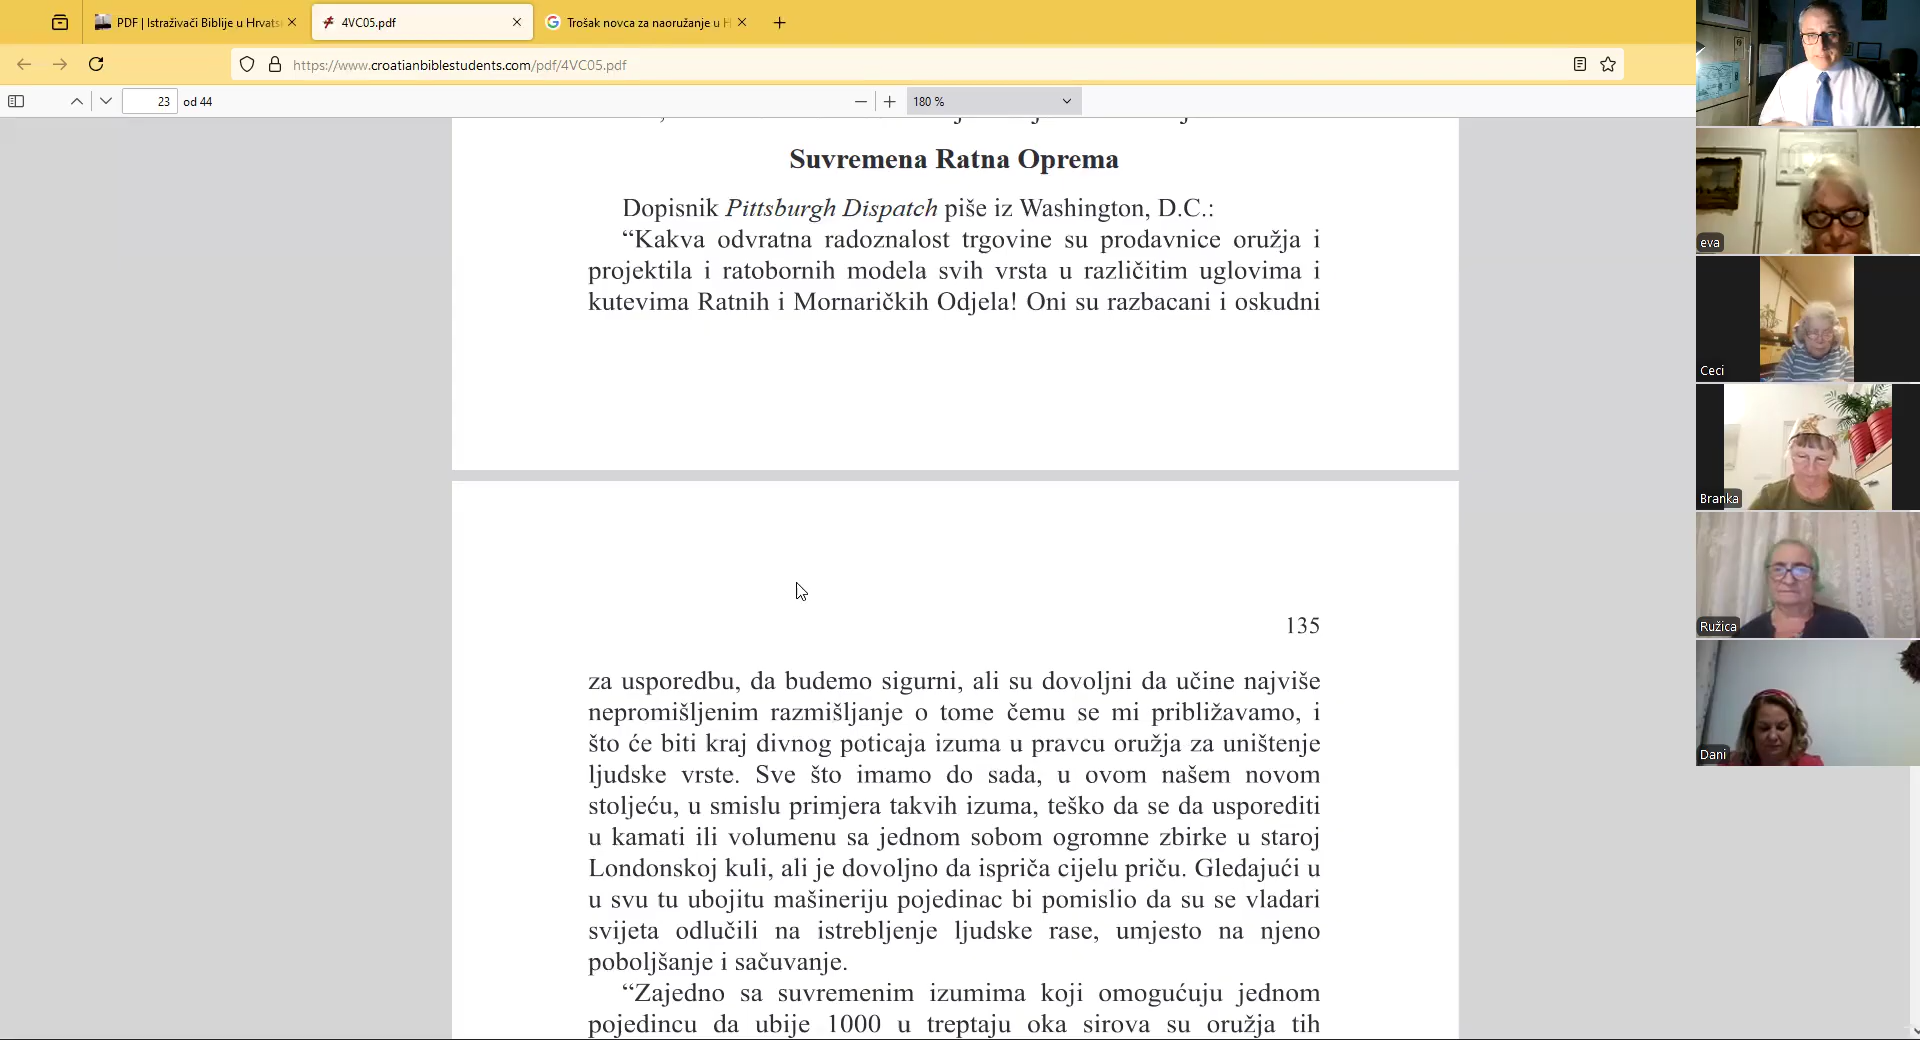 PDF | Istraživači Biblije u Hrvats
4VC05.pdf
Trošak novca za naoružanje u H
https://www.croatianbiblestudents.com/pdf/4VC05.pdf
23 od 44
180 %
Suvremena Ratna Oprema
Dopisnik Pittsburgh Dispatch piše iz Washington, D.C.:
“Kakva odvratna radoznalost trgovine su prodavnice oružja i
projektila i ratobornih modela svih vrsta u različitim uglovima i
kutevima Ratnih i Mornaričkih Odjela! Oni su razbacani i oskudni
135
za usporedbu, da budemo sigurni, ali su dovoljni da učine najviše
nepromišljenim razmišljanje o tome čemu se mi približavamo, i
što će biti kraj divnog poticaja izuma u pravcu oružja za uništenje
ljudske vrste. Sve što imamo do sada, u ovom našem novom
stoljeću, u smislu primjera takvih izuma, teško da se da usporediti
u kamati ili volumenu sa jednom sobom ogromne zbirke u staroj
Londonskoj kuli, ali je dovoljno da ispriča cijelu priču. Gledajući u
u svu tu ubojitu mašineriju pojedinac bi pomislio da su se vladari
svijeta odlučili na istrebljenje ljudske rase, umjesto na njeno
poboljšanje i sačuvanje.
“Zajedno sa suvremenim izumima koji omogućuju jednom
pojedincu da ubije 1000 u treptaju oka sirova su oružja tih
eva
Ceci
Branka
Ružica
Dani